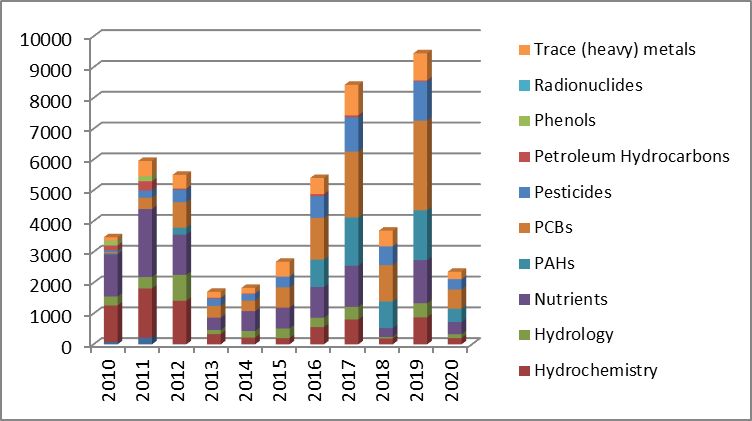 10000
9000
8000
7000
6000
5000
4000
3000
2000
1000
0
2010 2011 2012 2013 2014 2015 2016 2017 2018 2019 2020
Trace (heavy) metals
Radionuclides
Phenols
Petroleum Hydrocarbons
Pesticides
PCBs
PAHs
Nutrients
Hydrology
Hydrochemistry